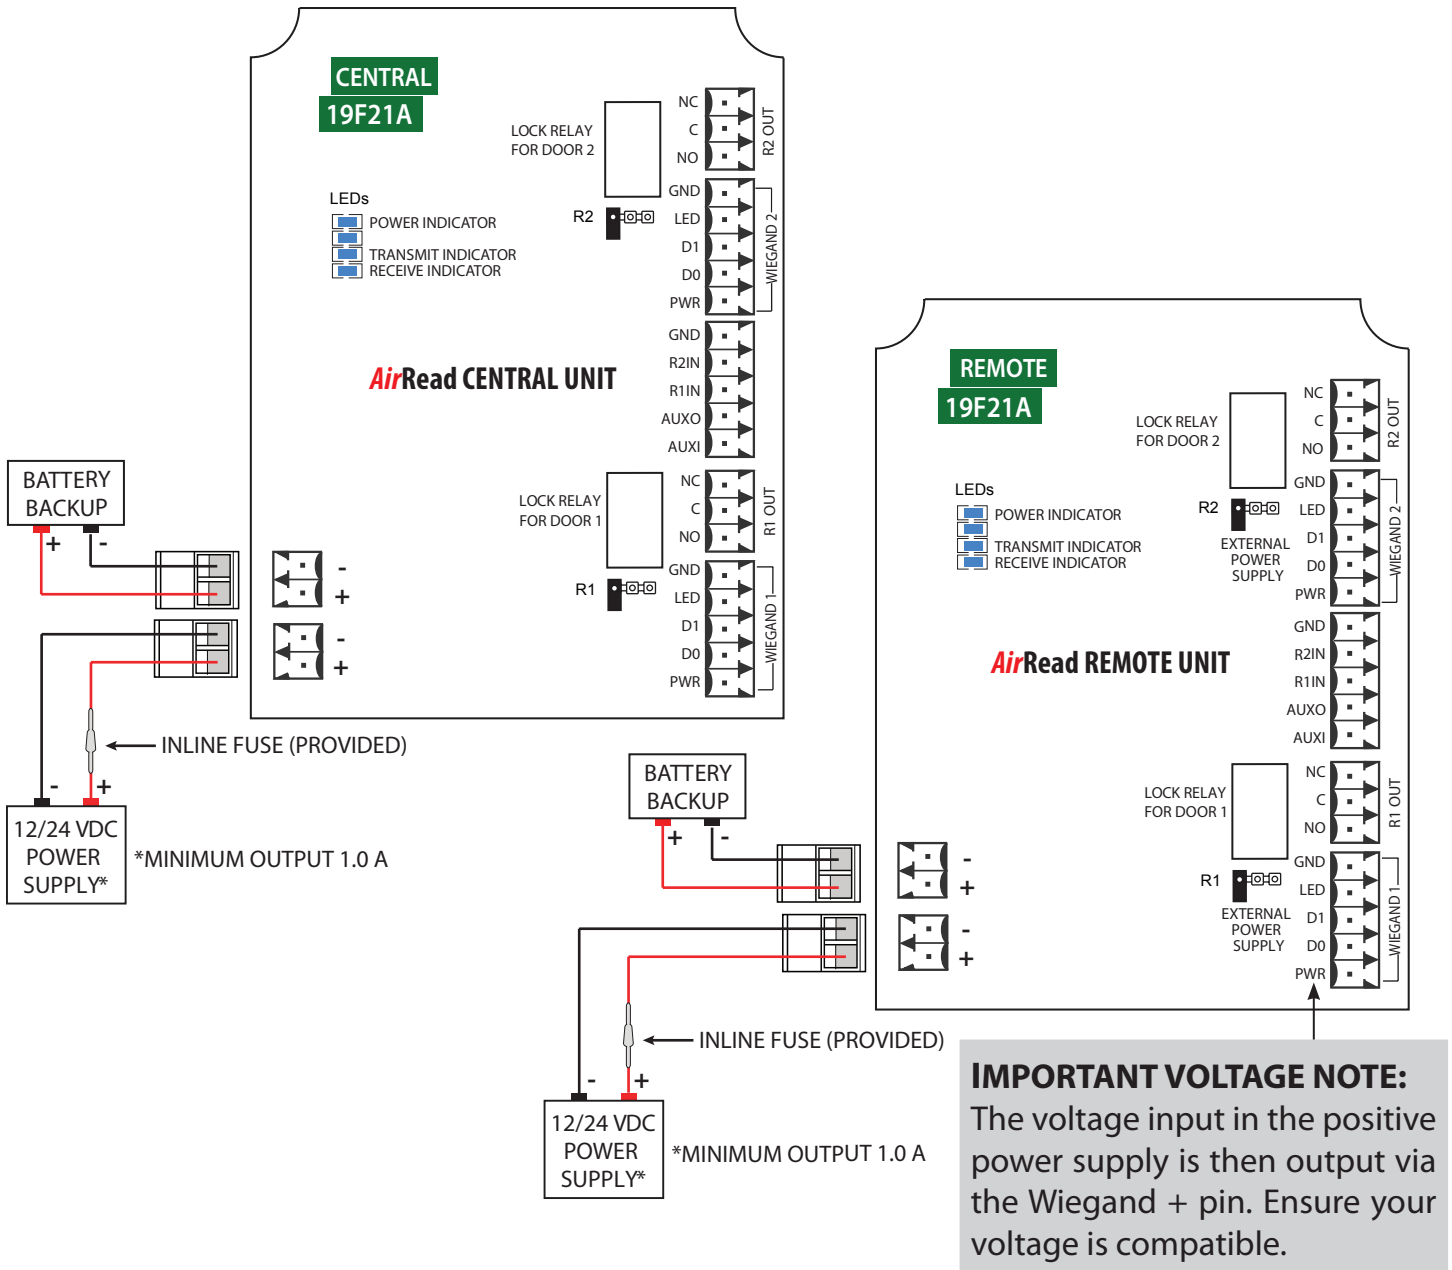 CENTRAL
19F21A
LOCK RELAY
FOR DOOR 2
NC
C
NO
R2 OUT
LEDs
POWER INDICATOR
TRANSMIT INDICATOR
RECEIVE INDICATOR
R2
GND
LED
D1
D0
PWR
WIEGAND 2
AirRead CENTRAL UNIT
GND
R2IN
R1IN
AUXO
AUXI
LOCK RELAY
FOR DOOR 1
NC
C
NO
R1 OUT
R1
GND
LED
D1
D0
PWR
WIEGAND 1
BATTERY
BACKUP
+ -
-
+
-
+
INLINE FUSE (PROVIDED)
- +
12/24 VDC
POWER
SUPPLY*
*MINIMUM OUTPUT 1.0 A
REMOTE
19F21A
LOCK RELAY
FOR DOOR 2
NC
C
NO
R2 OUT
LEDs
POWER INDICATOR
TRANSMIT INDICATOR
RECEIVE INDICATOR
R2
EXTERNAL
POWER
SUPPLY
GND
LED
D1
D0
PWR
WIEGAND 2
AirRead REMOTE UNIT
GND
R2IN
R1IN
AUXO
AUXI
LOCK RELAY
FOR DOOR 1
NC
C
NO
R1 OUT
R1
EXTERNAL
POWER
SUPPLY
GND
LED
D1
D0
PWR
WIEGAND 1
BATTERY
BACKUP
+ -
-
+
-
+
INLINE FUSE (PROVIDED)
- +
12/24 VDC
POWER
SUPPLY*
*MINIMUM OUTPUT 1.0 A
IMPORTANT VOLTAGE NOTE:
The voltage input in the positive
power supply is then output via
the Wiegand + pin. Ensure your
voltage is compatible.